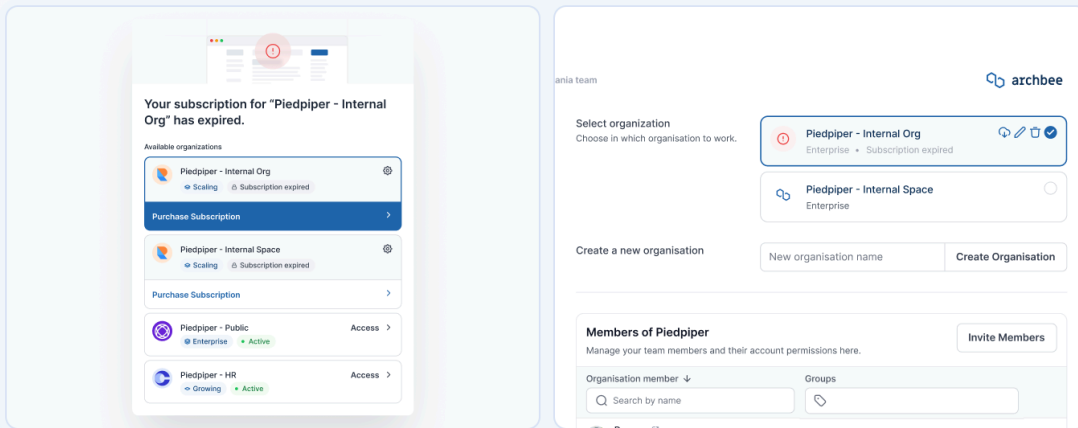 Your subscription for “Piedpiper - Internal
Org” has expired.
Available organizations
Piedpiper - Internal Org
Scaling
Subscription expired
Purchase Subscription
Piedpiper - Internal Space
Scaling
Subscription expired
Purchase Subscription
Piedpiper - Public
Access
Enterprise
Active
Piedpiper - HR
Access
Growing
Active
ania team
archbee
Select organization
Choose in which organisation to work.
Piedpiper - Internal Org
Enterprise • Subscription expired
Piedpiper - Internal Space
Enterprise
Create a new organisation
New organisation name
Create Organisation
Members of Piedpiper
Manage your team members and their account permissions here.
Invite Members
Organisation member
Groups
Search by name